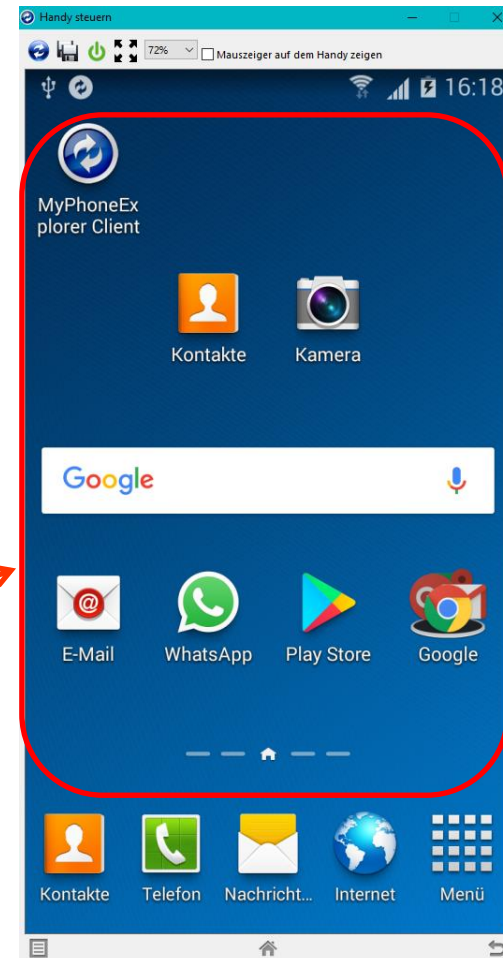 Handy steuern
72%
Mauszeiger auf dem Handy zeigen
16:18
MyPhoneEx
plorer Client
Kontakte
Kamera
Google
@
E-Mail
WhatsApp
Play Store
Google
Kontakte
Telefon
Nachricht...
Internet
Menü